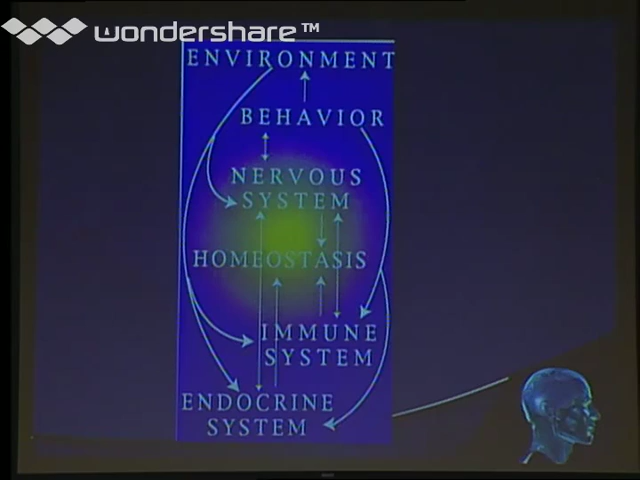 wondershare™
ENVIRONMENT
BEHAVIOR
NERVOUS
SYSTEM
HOMEOSTASIS
IMMUNE
SYSTEM
ENDOCRINE
SYSTEM